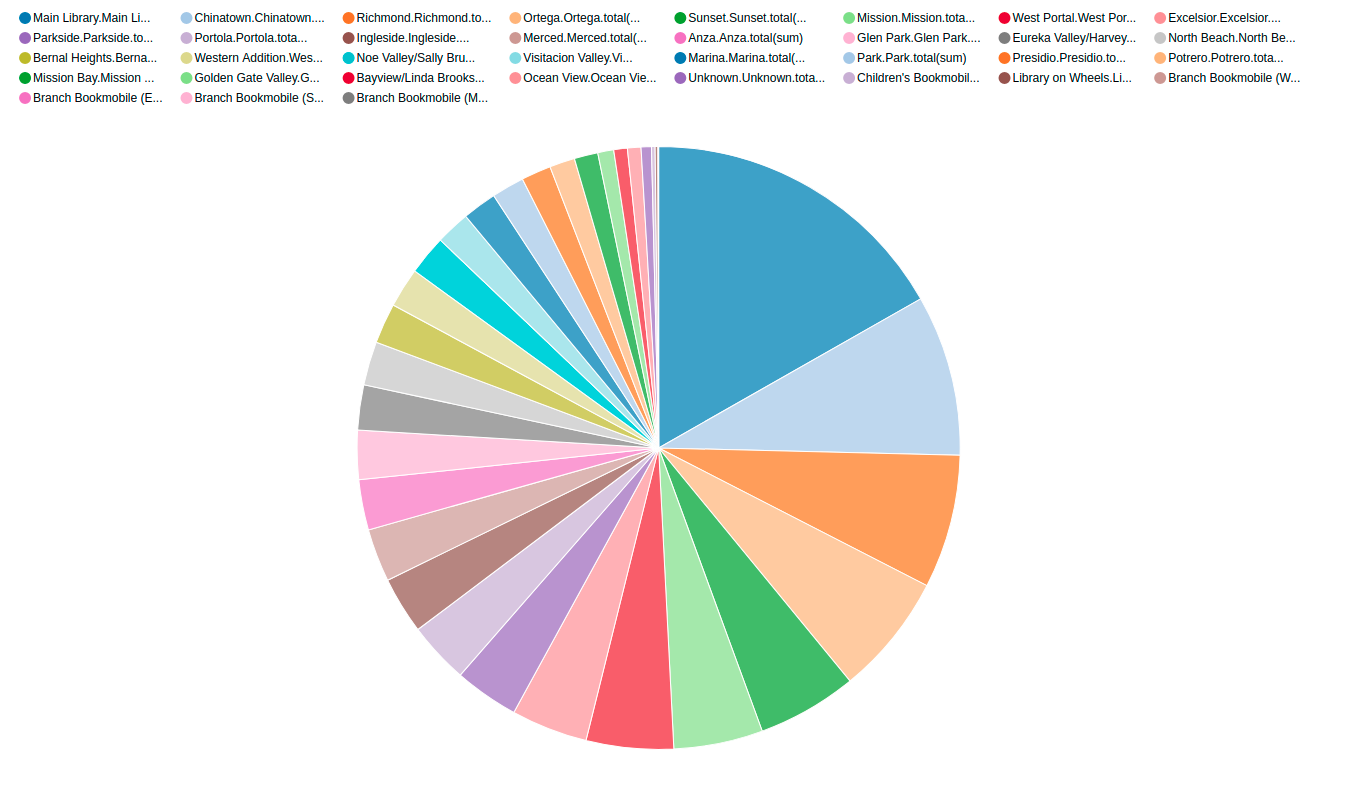 Main Library.Main Li... Chinatown.Chinatown.... Richmond.Richmond.to... Ortega.Ortega.total(... Sunset.Sunset.total(... Mission.Mission.tota... West Portal.West Por... Excelsior.Excelsior....
Parkside.Parkside.to... Portola.Portola.tota... Ingleside.Ingleside.... Merced.Merced.total(... Anza.Anza.total(sum) Glen Park.Glen Park.... Eureka Valley/Harvey... North Beach.North Be...
Bernal Heights.Berna... Western Addition.Wes... Noe Valley/Sally Bru... Visitacion Valley.Vi... Marina.Marina.total(... Park.Park.total(sum) Presidio.Presidio.to... Potrero.Potrero.tota...
Mission Bay.Mission ... Golden Gate Valley.G... Bayview/Linda Brooks... Ocean View.Ocean Vie... Unknown.Unknown.tota... Children's Bookmobil... Library on Wheels.Li... Branch Bookmobile (W...
Branch Bookmobile (E... Branch Bookmobile (S... Branch Bookmobile (M...